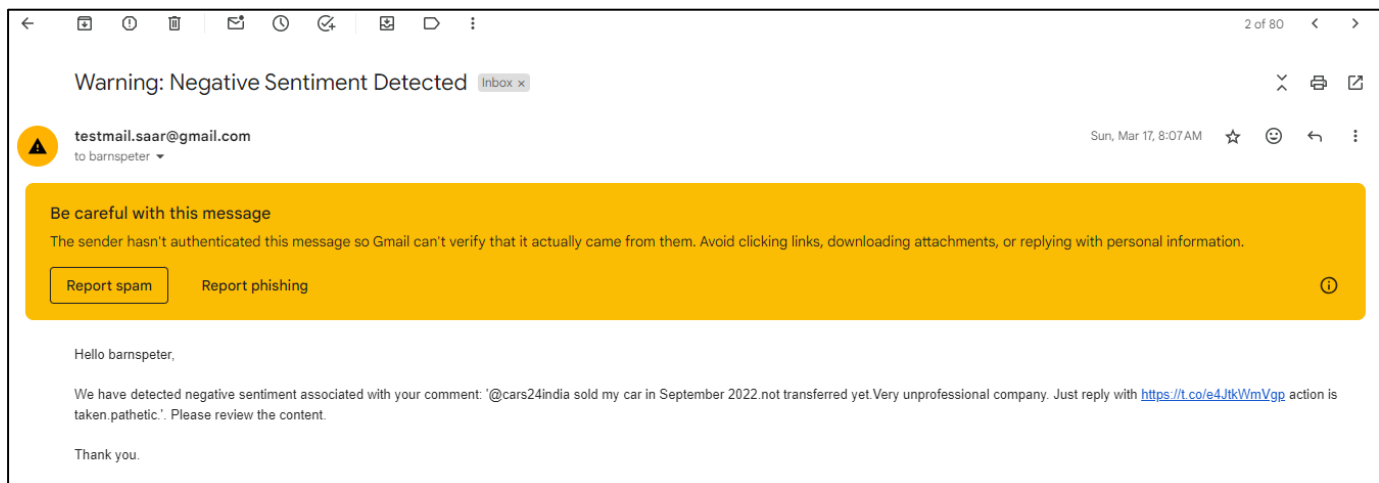 2 of 80
Warning: Negative Sentiment Detected Inbox x
testmail.saar@gmail.com
Sun, Mar 17, 8:07 AM
to barnspeter
Be careful with this message
The sender hasn't authenticated this message so Gmail can't verify that it actually came from them. Avoid clicking links, downloading attachments, or replying with personal information.
Report spam Report phishing
Hello barnspeter,
We have detected negative sentiment associated with your comment: '@cars24india sold my car in September 2022.not transferred yet.Very unprofessional company. Just reply with https://t.co/e4JtkWmVgp action is
taken.pathetic.'. Please review the content.
Thank you.